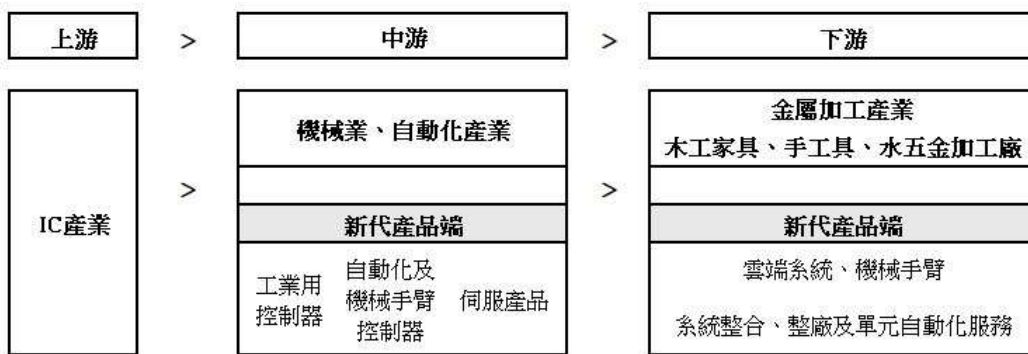 上游 > 中游 > 下游
IC產業
>
機械業、自動化產業
新代產品端
工業用
控制器
自動化及
機械手臂
控制器
伺服產品
>
金屬加工產業
木工家具、手工具、水五金加工廠
新代產品端
雲端系統、機械手臂
系統整合、整廠及單元自動化服務